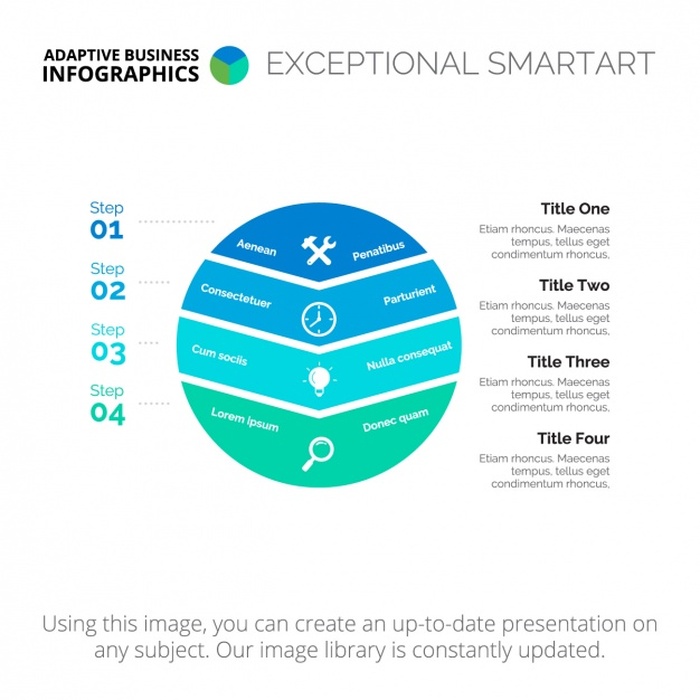 ADAPTIVE BUSINESS
INFOGRAPHICS
EXCEPTIONAL SMARTART
Step
01
Step
02
Step
03
Step
04
Aenean
Penatibus
Consectetuer
Parturient
Cum sociis
Nulla consequat
Lorem Ipsum
Donec quam
Title One
Etiam rhoncus. Maecenas
tempus, tellus eget
condimentum rhoncus,
Title Two
Etiam rhoncus. Maecenas
tempus, tellus eget
condimentum rhoncus,
Title Three
Etiam rhoncus. Maecenas
tempus, tellus eget
condimentum rhoncus,
Title Four
Etiam rhoncus. Maecenas
tempus, tellus eget
condimentum rhoncus,
Using this image, you can create an up-to-date presentation on
any subject. Our image library is constantly updated.